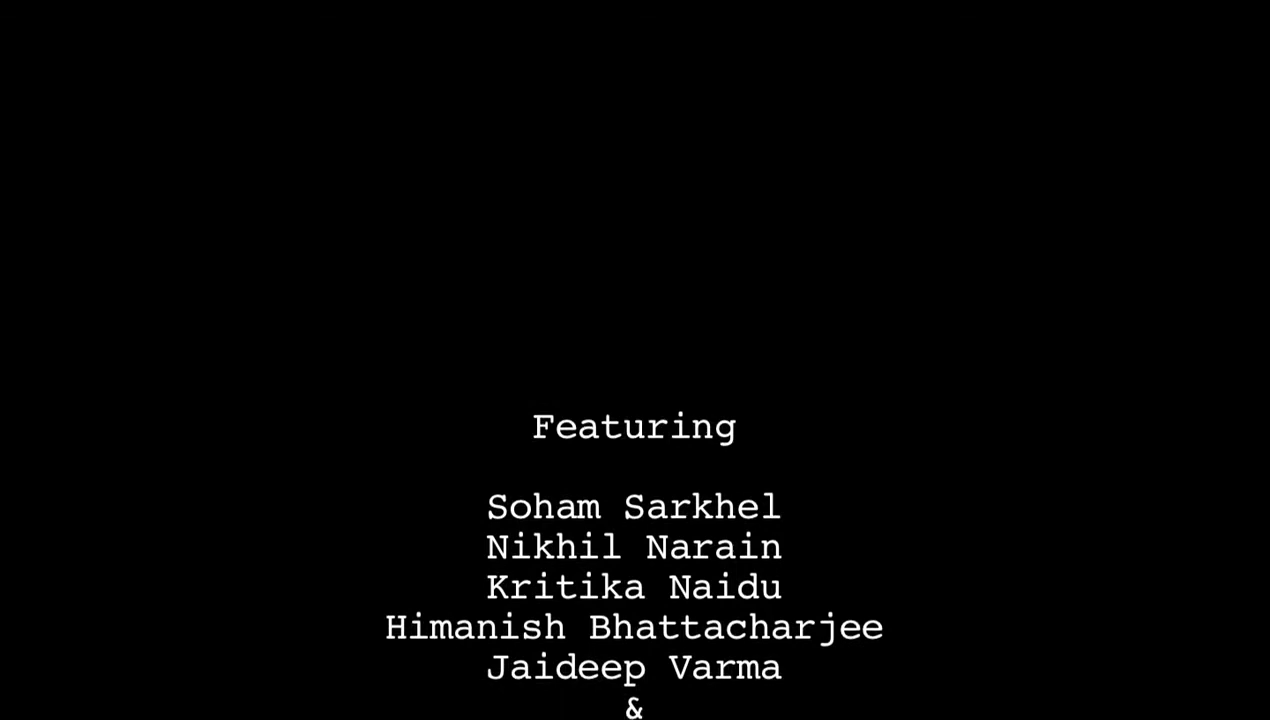 Featuring
Soham Sarkhel
Nikhil Narain
Kritika Naidu
Himanish Bhattacharjee
Jaideep Varma
&